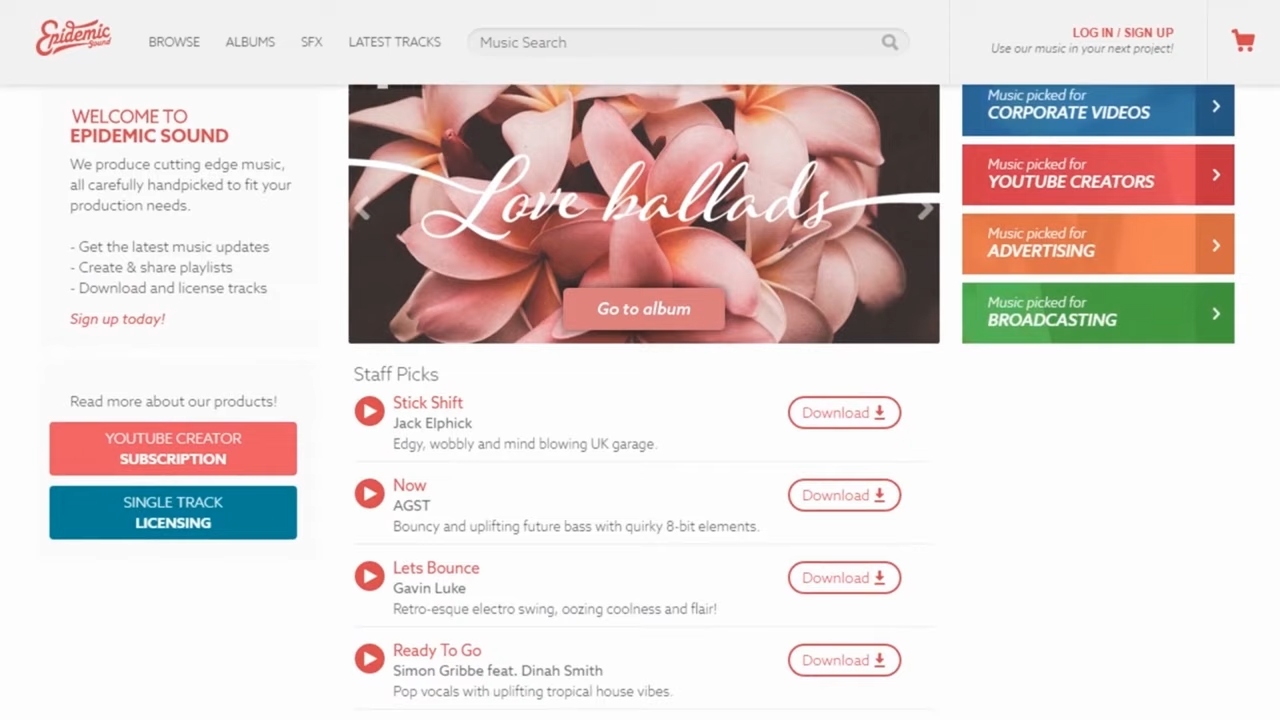 Epidemic
Sound
BROWSE
ALBUMS
SFX
LATEST TRACKS
Music Search
LOG IN / SIGN UP
Use our music in your next project!
WELCOME TO
EPIDEMIC SOUND
We produce cutting edge music,
all carefully handpicked to fit your
production needs.
- Get the latest music updates
- Create & share playlists
- Download and license tracks
Sign up today!
Read more about our products!
YOUTUBE CREATOR
SUBSCRIPTION
SINGLE TRACK
LICENSING
Love ballads
Go to album
Staff Picks
Stick Shift
Jack Elphick
Edgy, wobbly and mind blowing UK garage.
Download
Now
AGST
Bouncy and uplifting future bass with quirky 8-bit elements.
Download
Lets Bounce
Gavin Luke
Retro-esque electro swing, oozing coolness and flair!
Download
Ready To Go
Simon Gribbe feat. Dinah Smith
Pop vocals with uplifting tropical house vibes.
Download
Music picked for
CORPORATE VIDEOS
Music picked for
YOUTUBE CREATORS
Music picked for
ADVERTISING
Music picked for
BROADCASTING